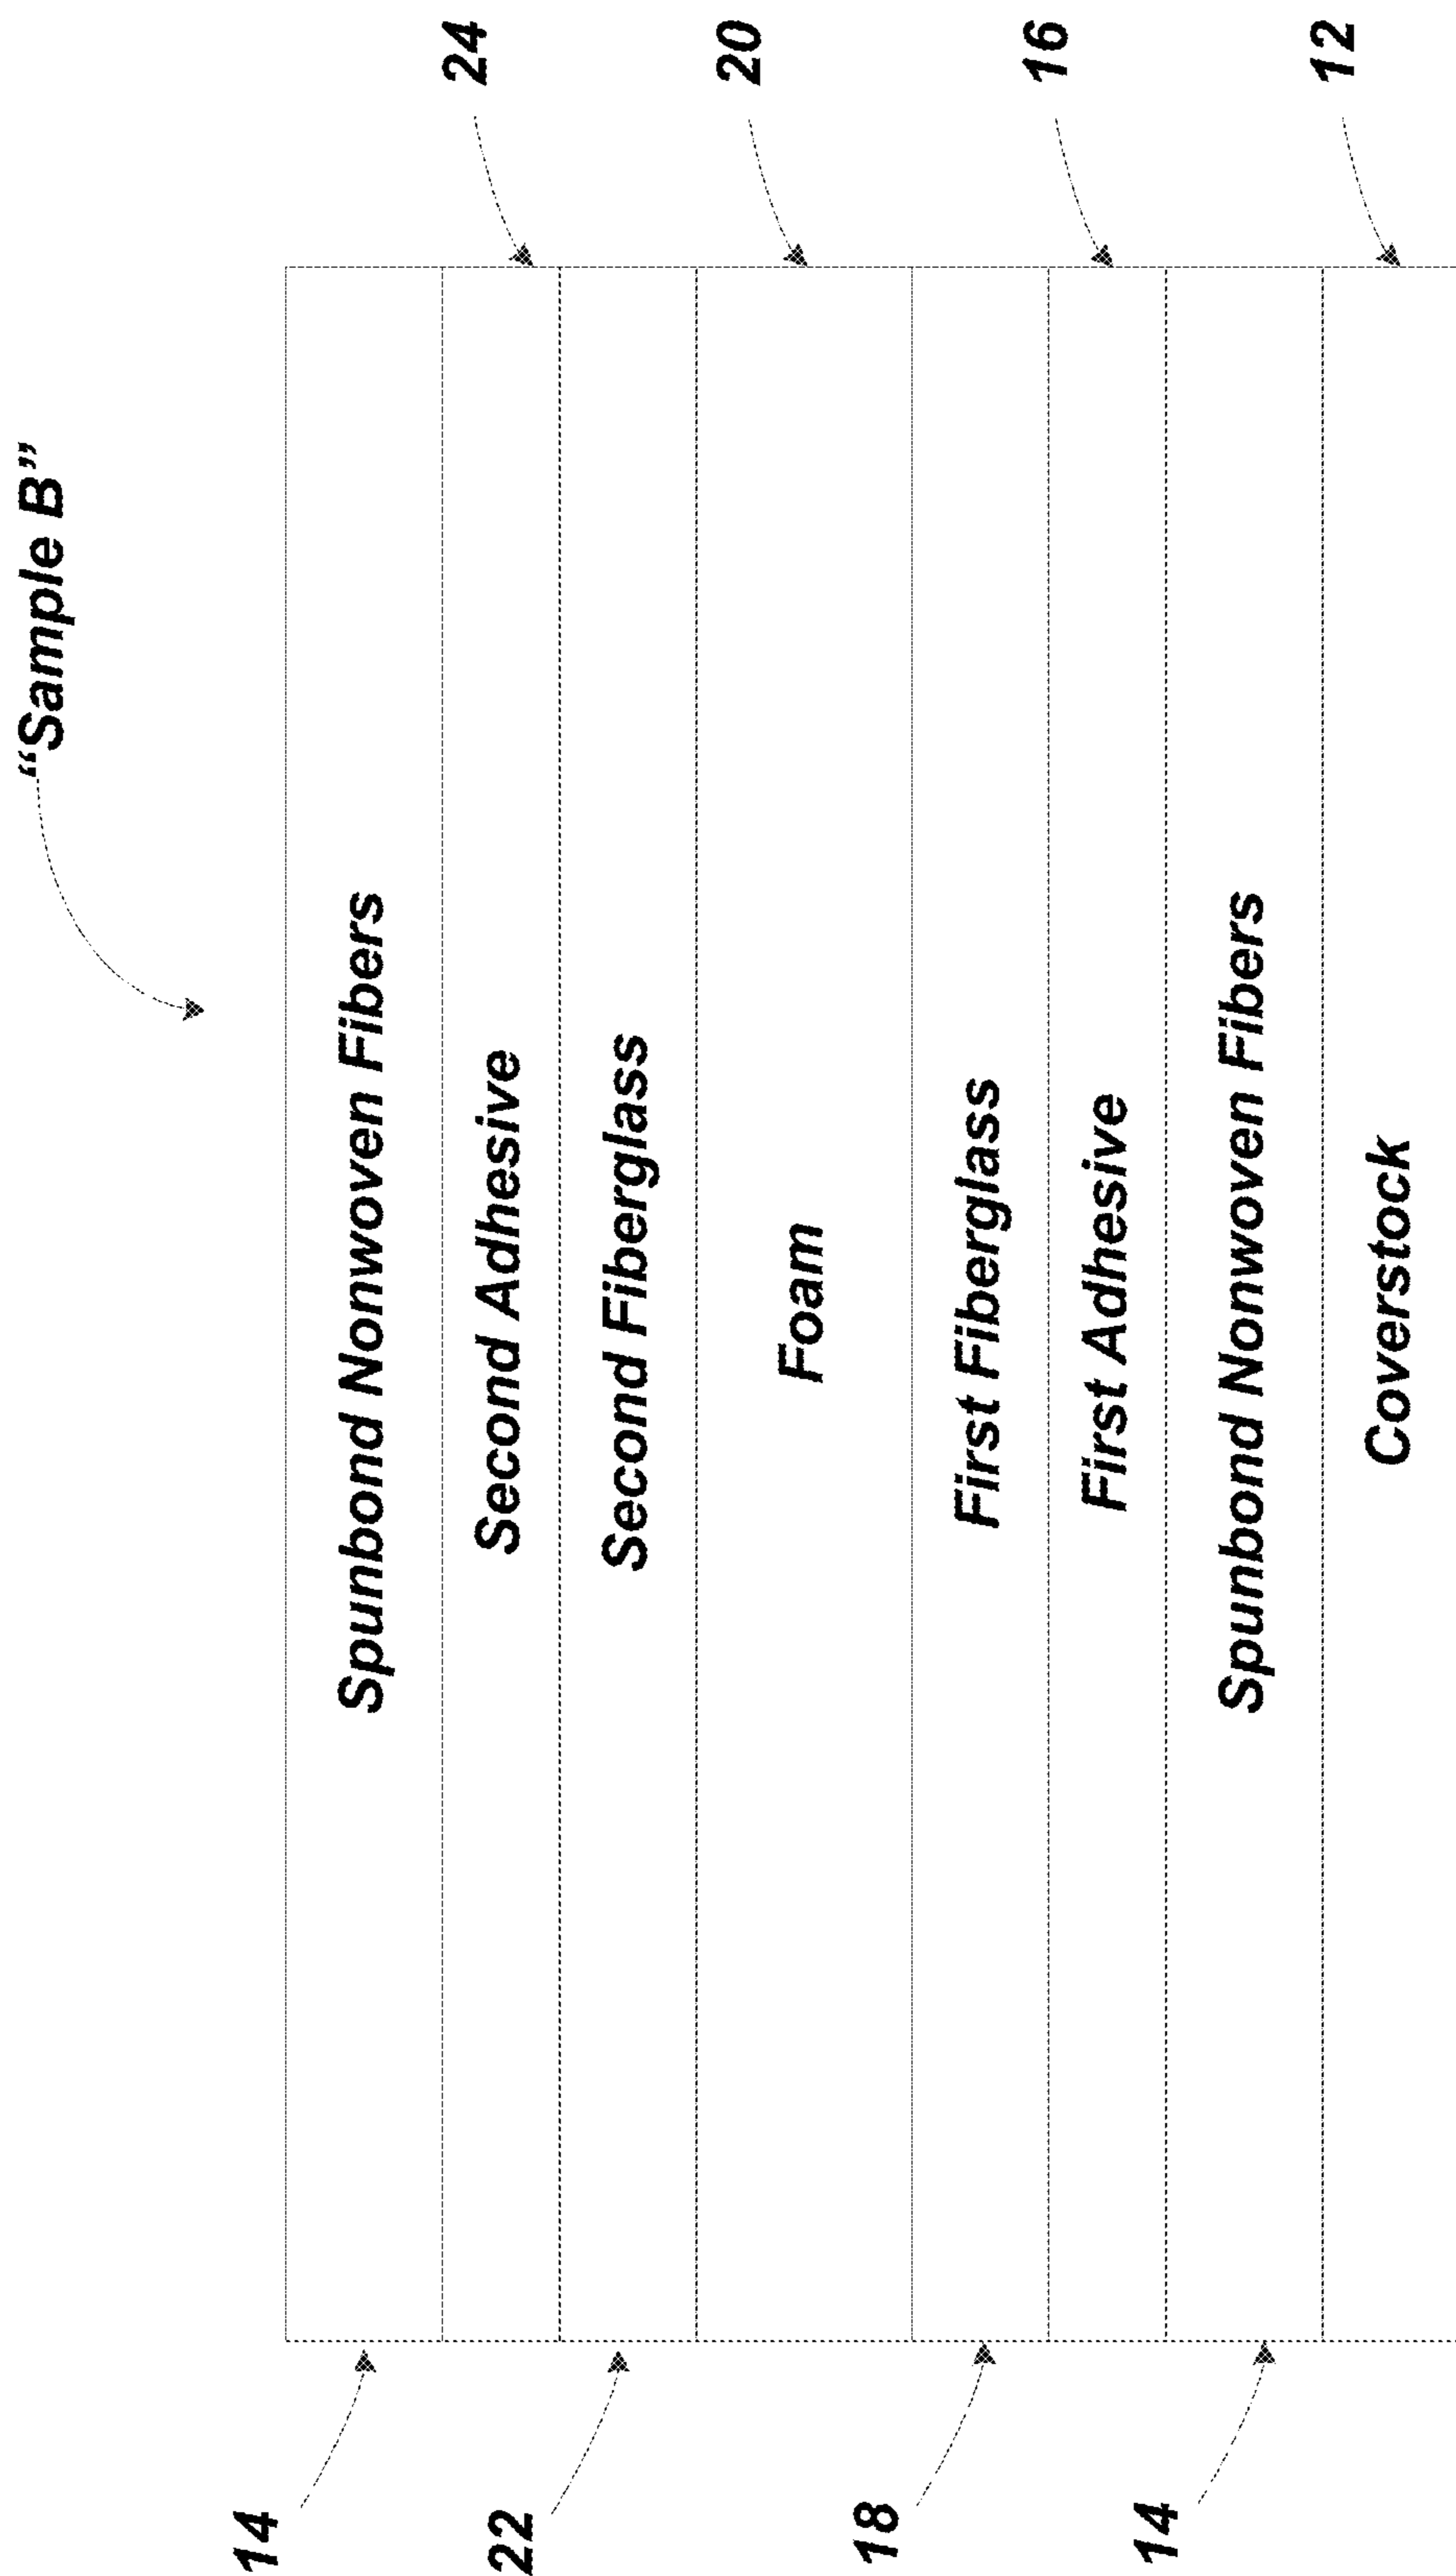 “Sample B”
14
Spunbond Nonwoven Fibers
Second Adhesive
24
22
Second Fiberglass
Foam
20
18
First Fiberglass
First Adhesive
16
14
Spunbond Nonwoven Fibers
Coverstock
12